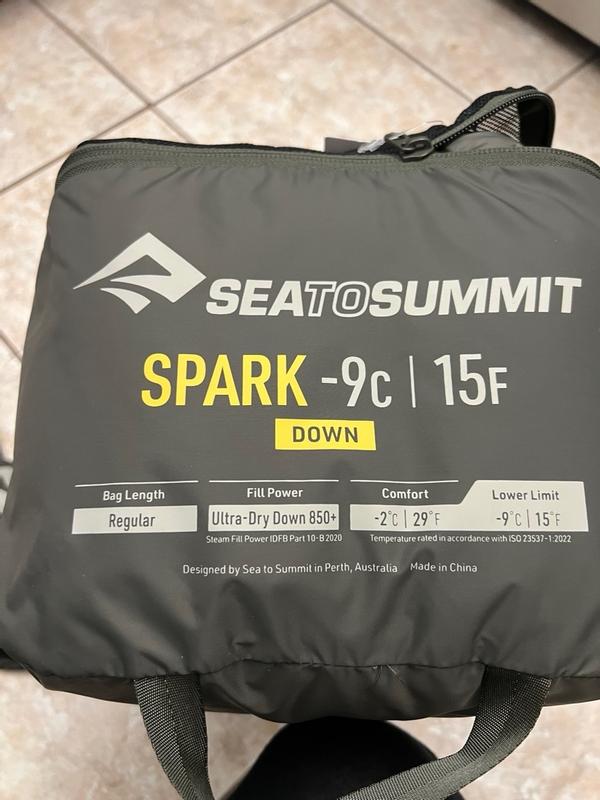 SEATOSUMMIT
SPARK -9C | 15F
DOWN
Bag Length
Regular
Fill Power
Ultra-Dry Down 850+
Steam Fill Power IDFB Part 10-B 2020
Comfort
-2°C | 29°F
Lower Limit
-9°C | 15°F
Temperature rated in accordance with ISO 23537-1:2022
Designed by Sea to Summit in Perth, Australia Made in China